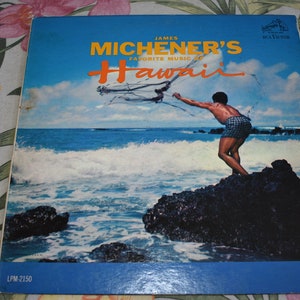 JAMES
MICHENER'S
FAVORITE MUSIC OF
Hawaii
LPM-2150